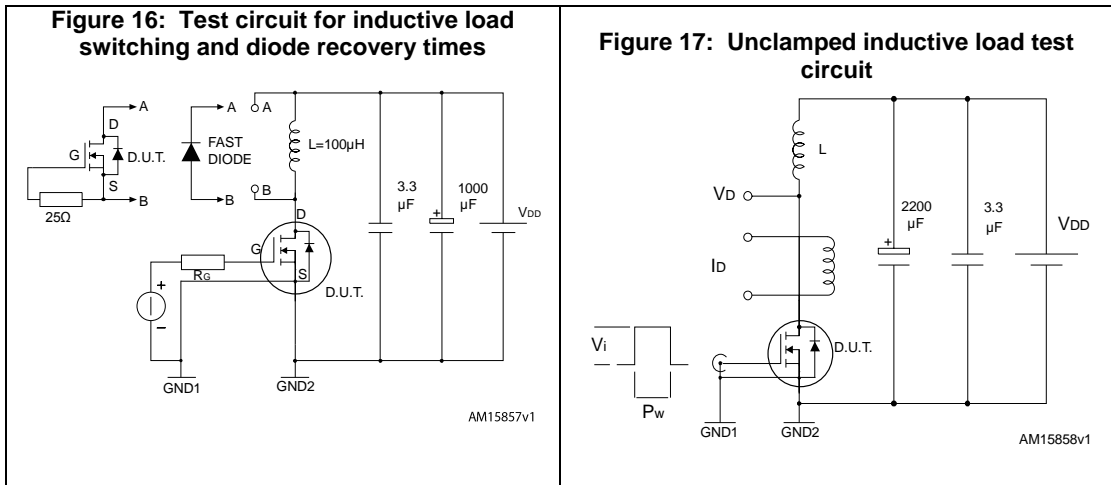 Figure 16: Test circuit for inductive load
switching and diode recovery times
A
D
G
D.U.T.
S
B
25Ω
A
FAST
DIODE
B
A
L=100µH
B
D
3.3
µF
1000
µF
+
VDD
G
RG
S
D.U.T.
+
–
GND1
GND2
AM15857v1
Figure 17: Unclamped inductive load test
circuit
L
VD
2200
µF
+
3.3
µF
VDD
ID
Vi
D.U.T.
Pw
GND1
GND2
AM15858v1